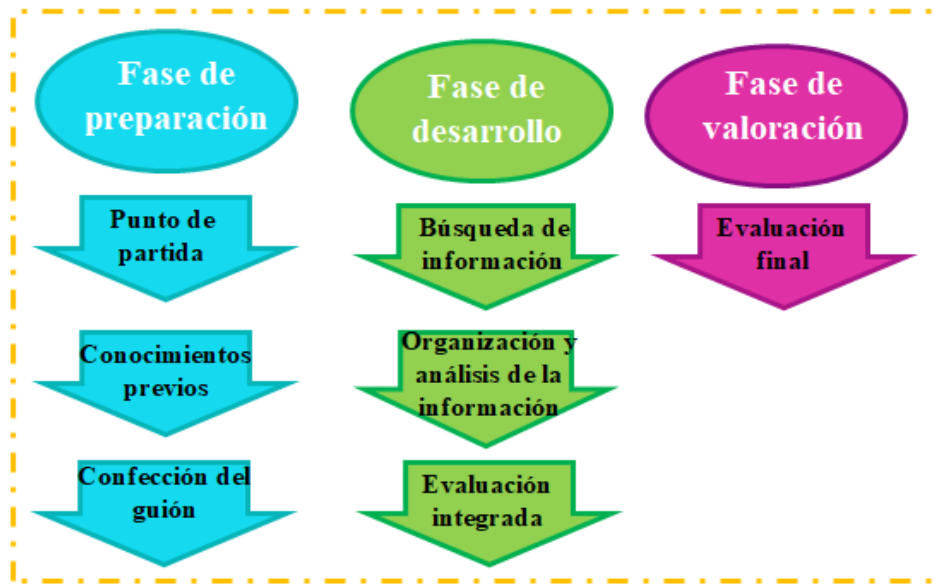 Fase de
preparación
Punto de
partida
Conocimientos
previos
Confección del
guión
Fase de
desarrollo
Búsqueda de
información
Organización y
análisis de la
información
Evaluación
integrada
Fase de
valoración
Evaluación
final